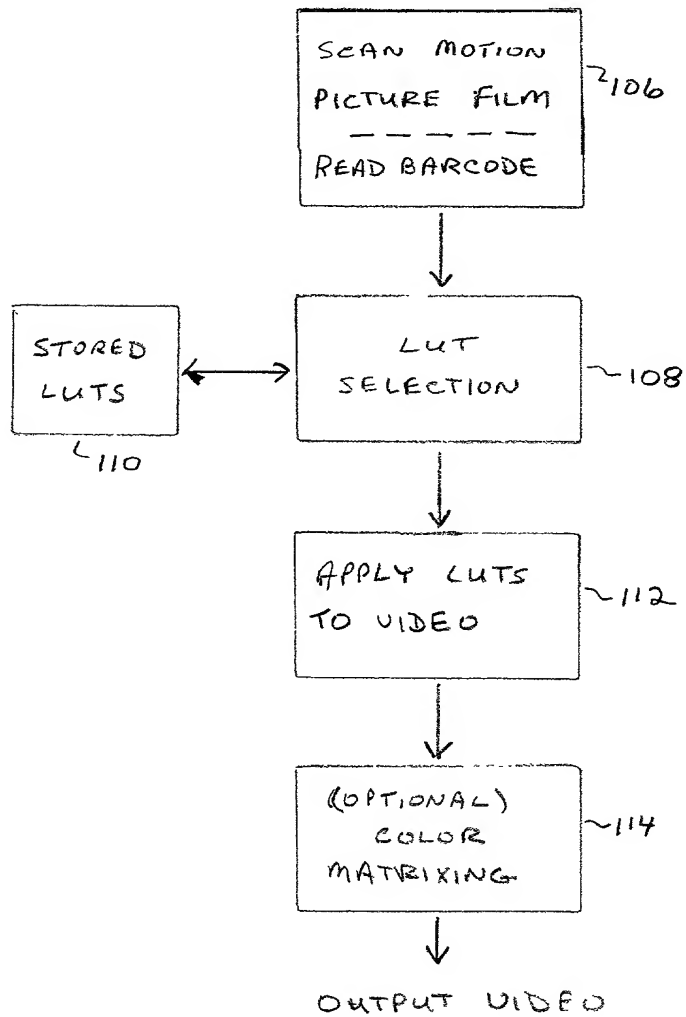 SCAN MOTION
PICTURE FILM
READ BARCODE
106
STORED
LUTS
110
LUT
SELECTION
108
APPLY LUTS
TO VIDEO
112
(OPTIONAL)
COLOR
MATRIXING
114
OUTPUT VIDEO